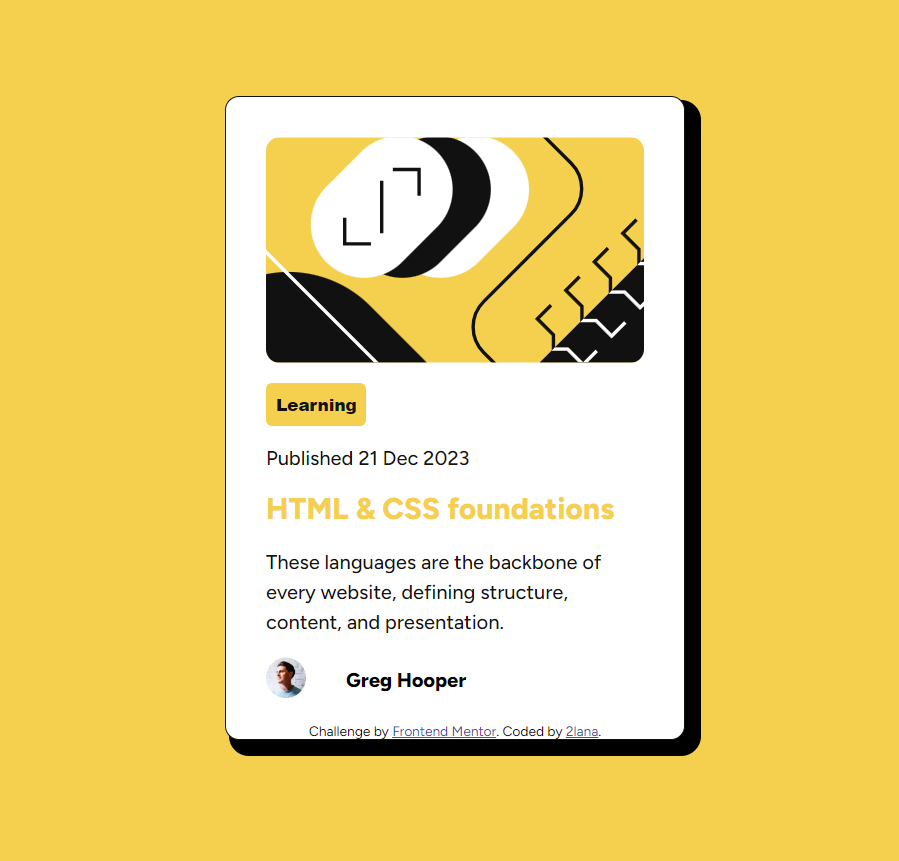 Learning
Published 21 Dec 2023
HTML & CSS foundations
These languages are the backbone of
every website, defining structure,
content, and presentation.
Greg Hooper
Challenge by Frontend Mentor. Coded by 2lana.